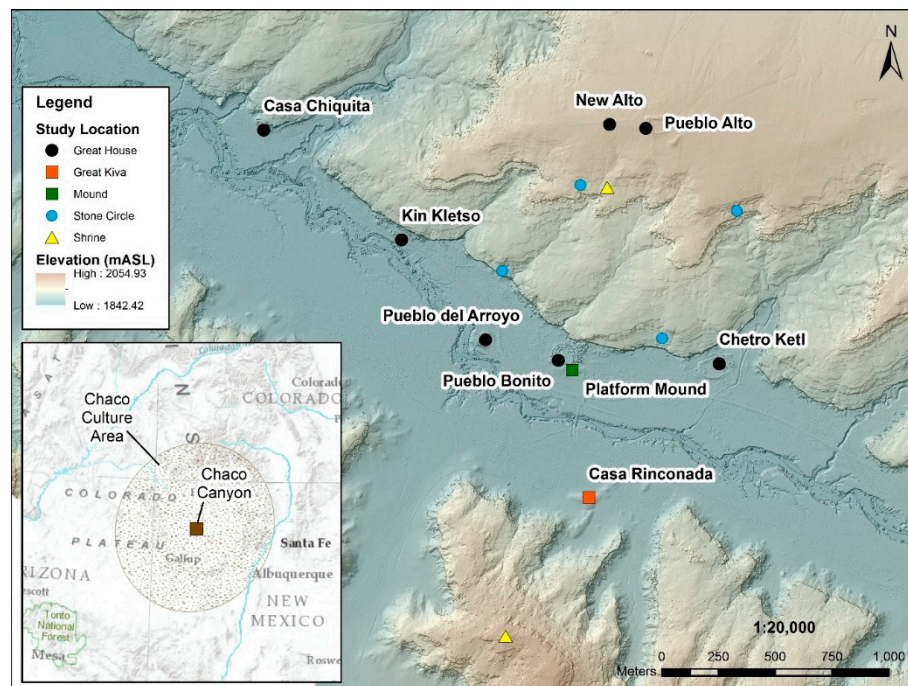 N
Legend
Study Location
Great House
Great Kiva
Mound
Stone Circle
Shrine
Elevation (mASL)
High : 2054.93
Low : 1842.42
Casa Chiquita
New Alto
Pueblo Alto
Kin Kletso
Pueblo del Arroyo
Chetro Ketl
Pueblo Bonito
Platform Mound
Casa Rinconada
1:20,000
Meters
0 250 500 750 1,000
Chaco
Culture
Area
Chaco
Canyon
Colorado
COLORADO
N
S
COLORADO
PLATEAU
Gallup
Santa Fe
Albuquerque
RIZONA
NEW
MEXICO
Tonto
National
Forest
Mesa
Rosw